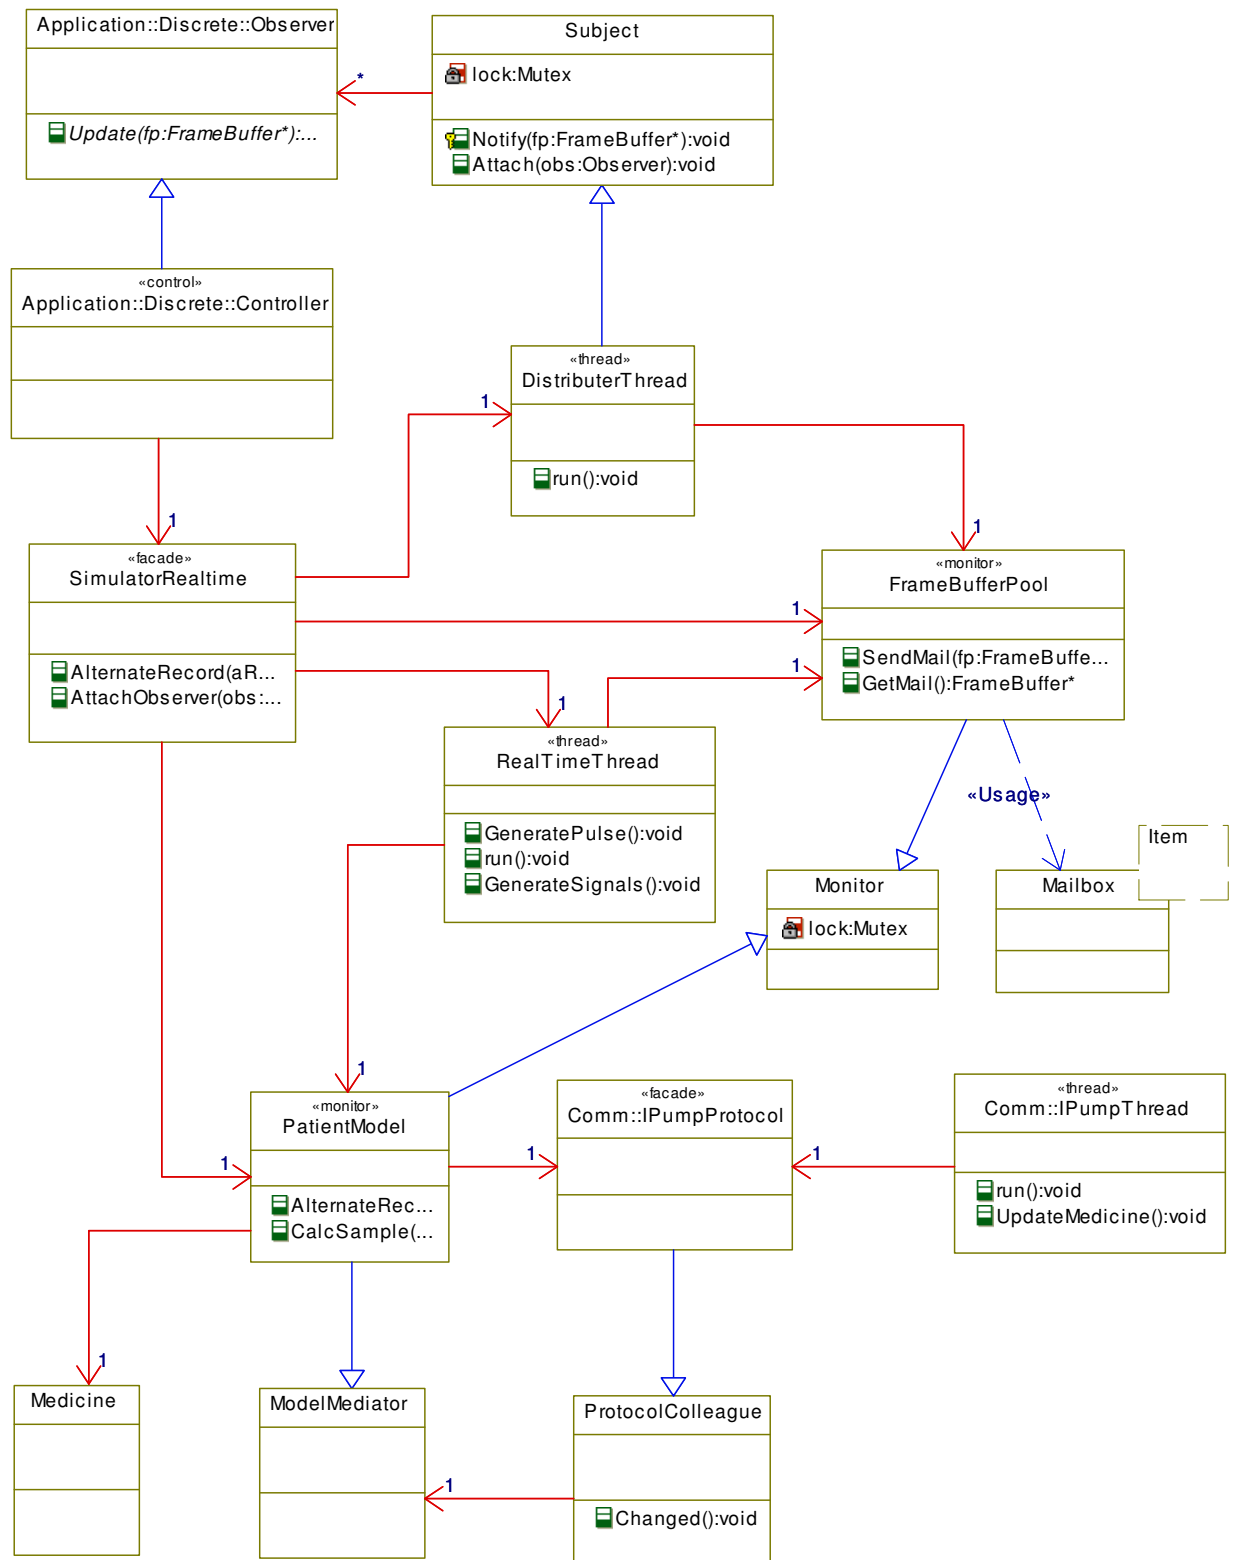 Application::Discrete::Observer
Update(fp:FrameBuffer*):...
Subject
lock:Mutex
Notify(fp:FrameBuffer*):void
Attach(obs:Observer):void
*
«control»
Application::Discrete::Controller
«thread»
DistributerThread
run():void
1
1
1
«facade»
SimulatorRealtime
AlternateRecord(aR...
AttachObserver(obs:...
«monitor»
FrameBufferPool
SendMail(fp:FrameBuffe...
GetMail():FrameBuffer*
1
1
1
«thread»
RealTimeThread
GeneratePulse():void
run():void
GenerateSignals():void
«Usage»
Item
Monitor
lock:Mutex
Mailbox
1
«monitor»
PatientModel
AlternateRec...
CalcSample(...
1
«facade»
Comm::IPumpProtocol
1
1
«thread»
Comm::IPumpThread
run():void
UpdateMedicine():void
1
Medicine
ModelMediator
ProtocolColleague
Changed():void
1